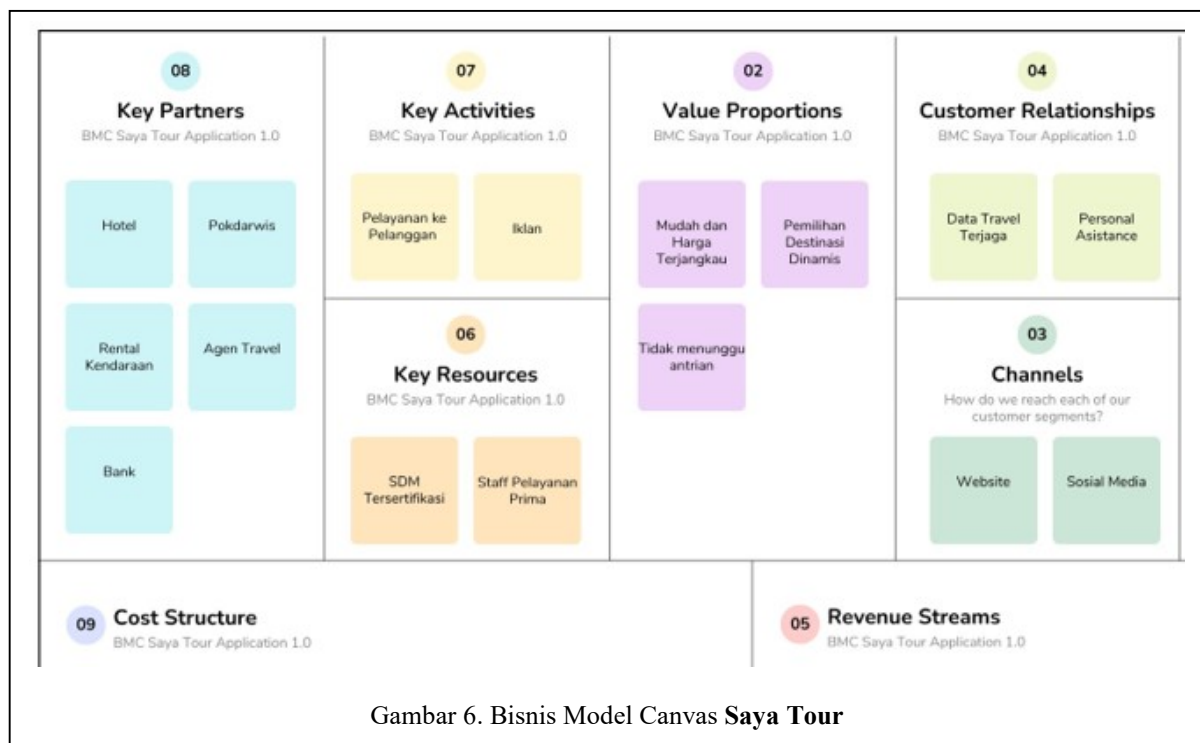 08
Key Partners
BMC Saya Tour Application 1.0
Hotel
Pokdarwis
Rental
Kendaraan
Agen Travel
Bank
07
Key Activities
BMC Saya Tour Application 1.0
Pelayanan ke
Pelanggan
Iklan
06
Key Resources
BMC Saya Tour Application 1.0
SDM
Tersertifikasi
Staff Pelayanan
Prima
02
Value Proportions
BMC Saya Tour Application 1.0
Mudah dan
Harga
Terjangkau
Pemilihan
Destinasi
Dinamis
Tidak menunggu
antrian
04
Customer Relationships
BMC Saya Tour Application 1.0
Data Travel
Terjaga
Personal
Asistance
03
Channels
How do we reach each of our
customer segments?
Website
Sosial Media
09
Cost Structure
BMC Saya Tour Application 1.0
05
Revenue Streams
BMC Saya Tour Application 1.0
Gambar 6. Bisnis Model Canvas Saya Tour